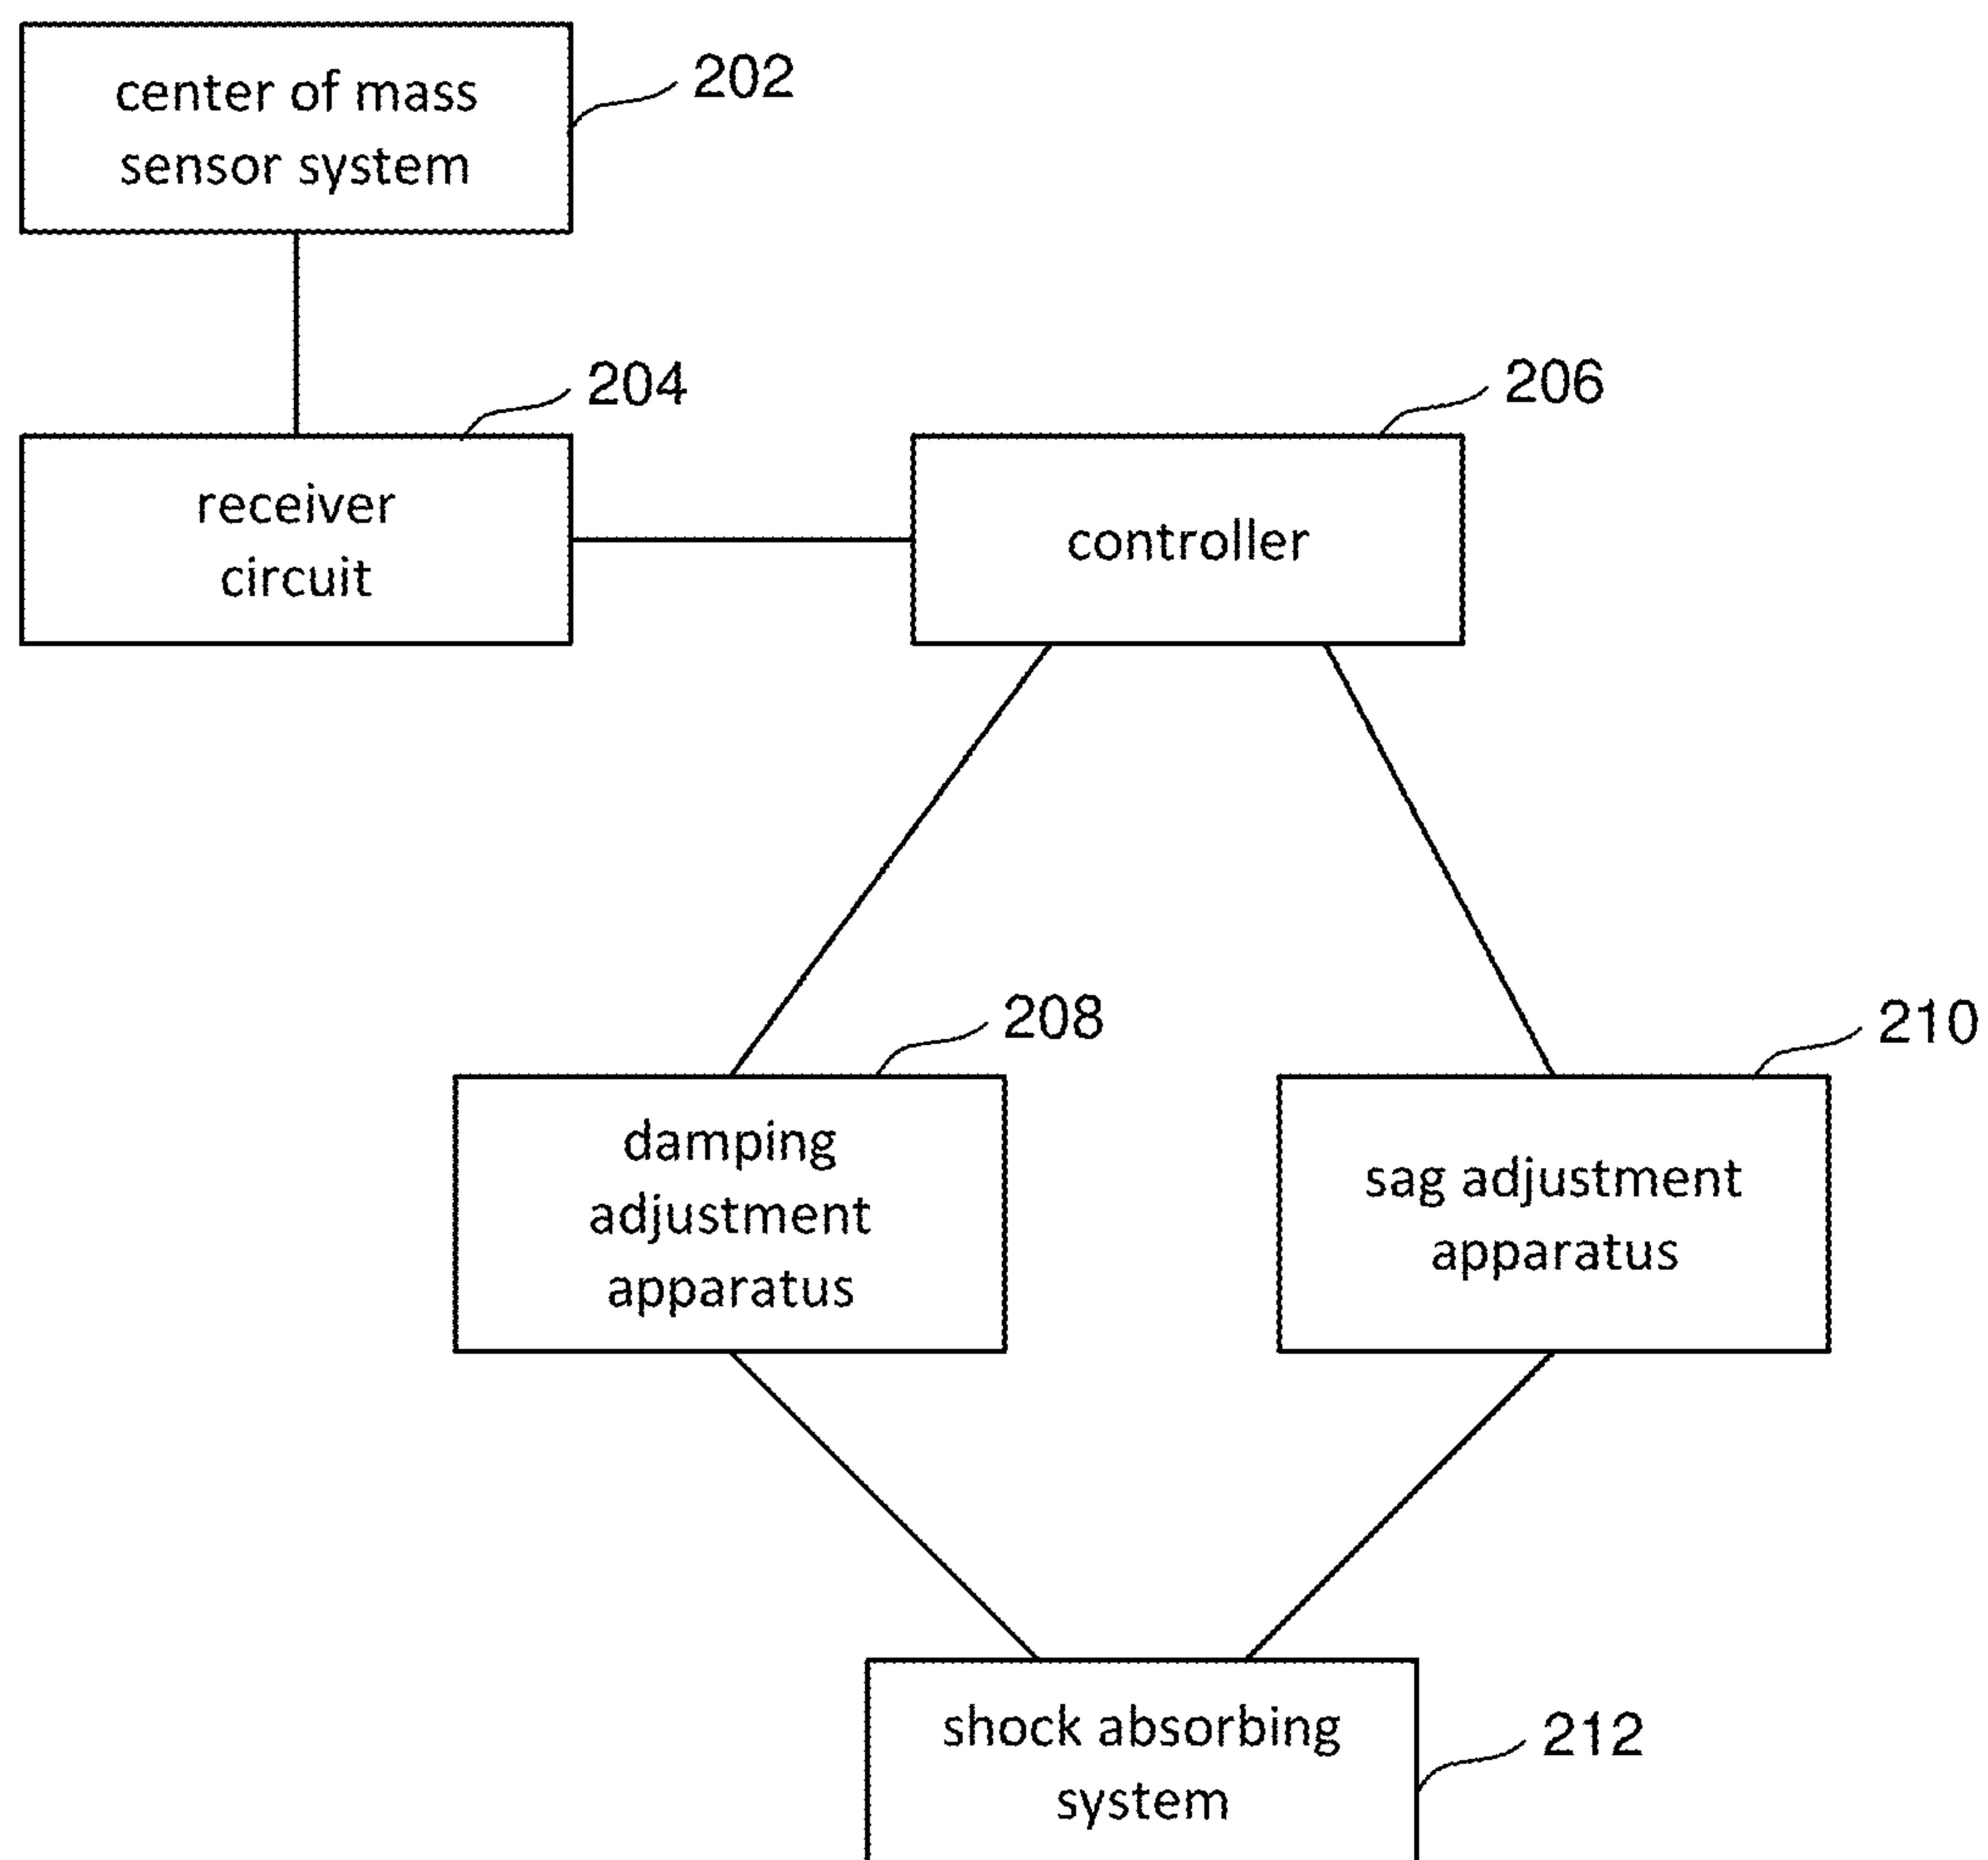 center of mass
sensor system
202
204
receiver
circuit
206
controller
208
damping
adjustment
apparatus
210
sag adjustment
apparatus
shock absorbing
system
212